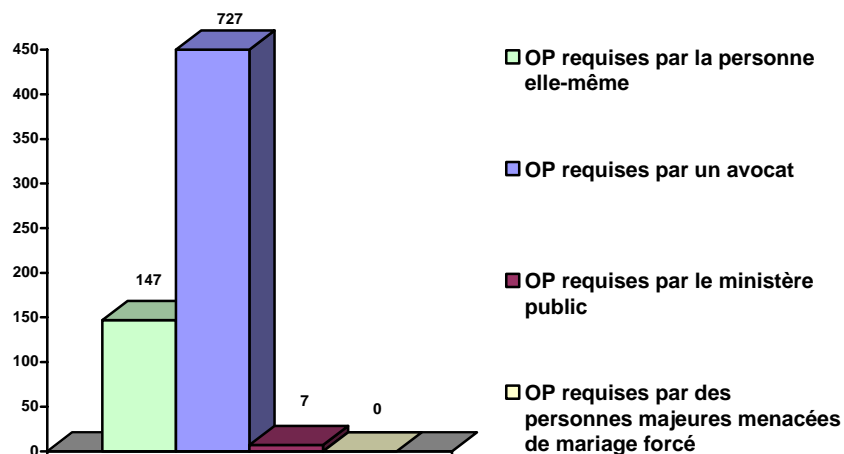 727
450
400
350
300
250
200
150
100
50
0
147
7
0
OP requises par la personne
elle-même
OP requises par un avocat
OP requises par le ministère
public
OP requises par des
personnes majeures menacées
de mariage forcé